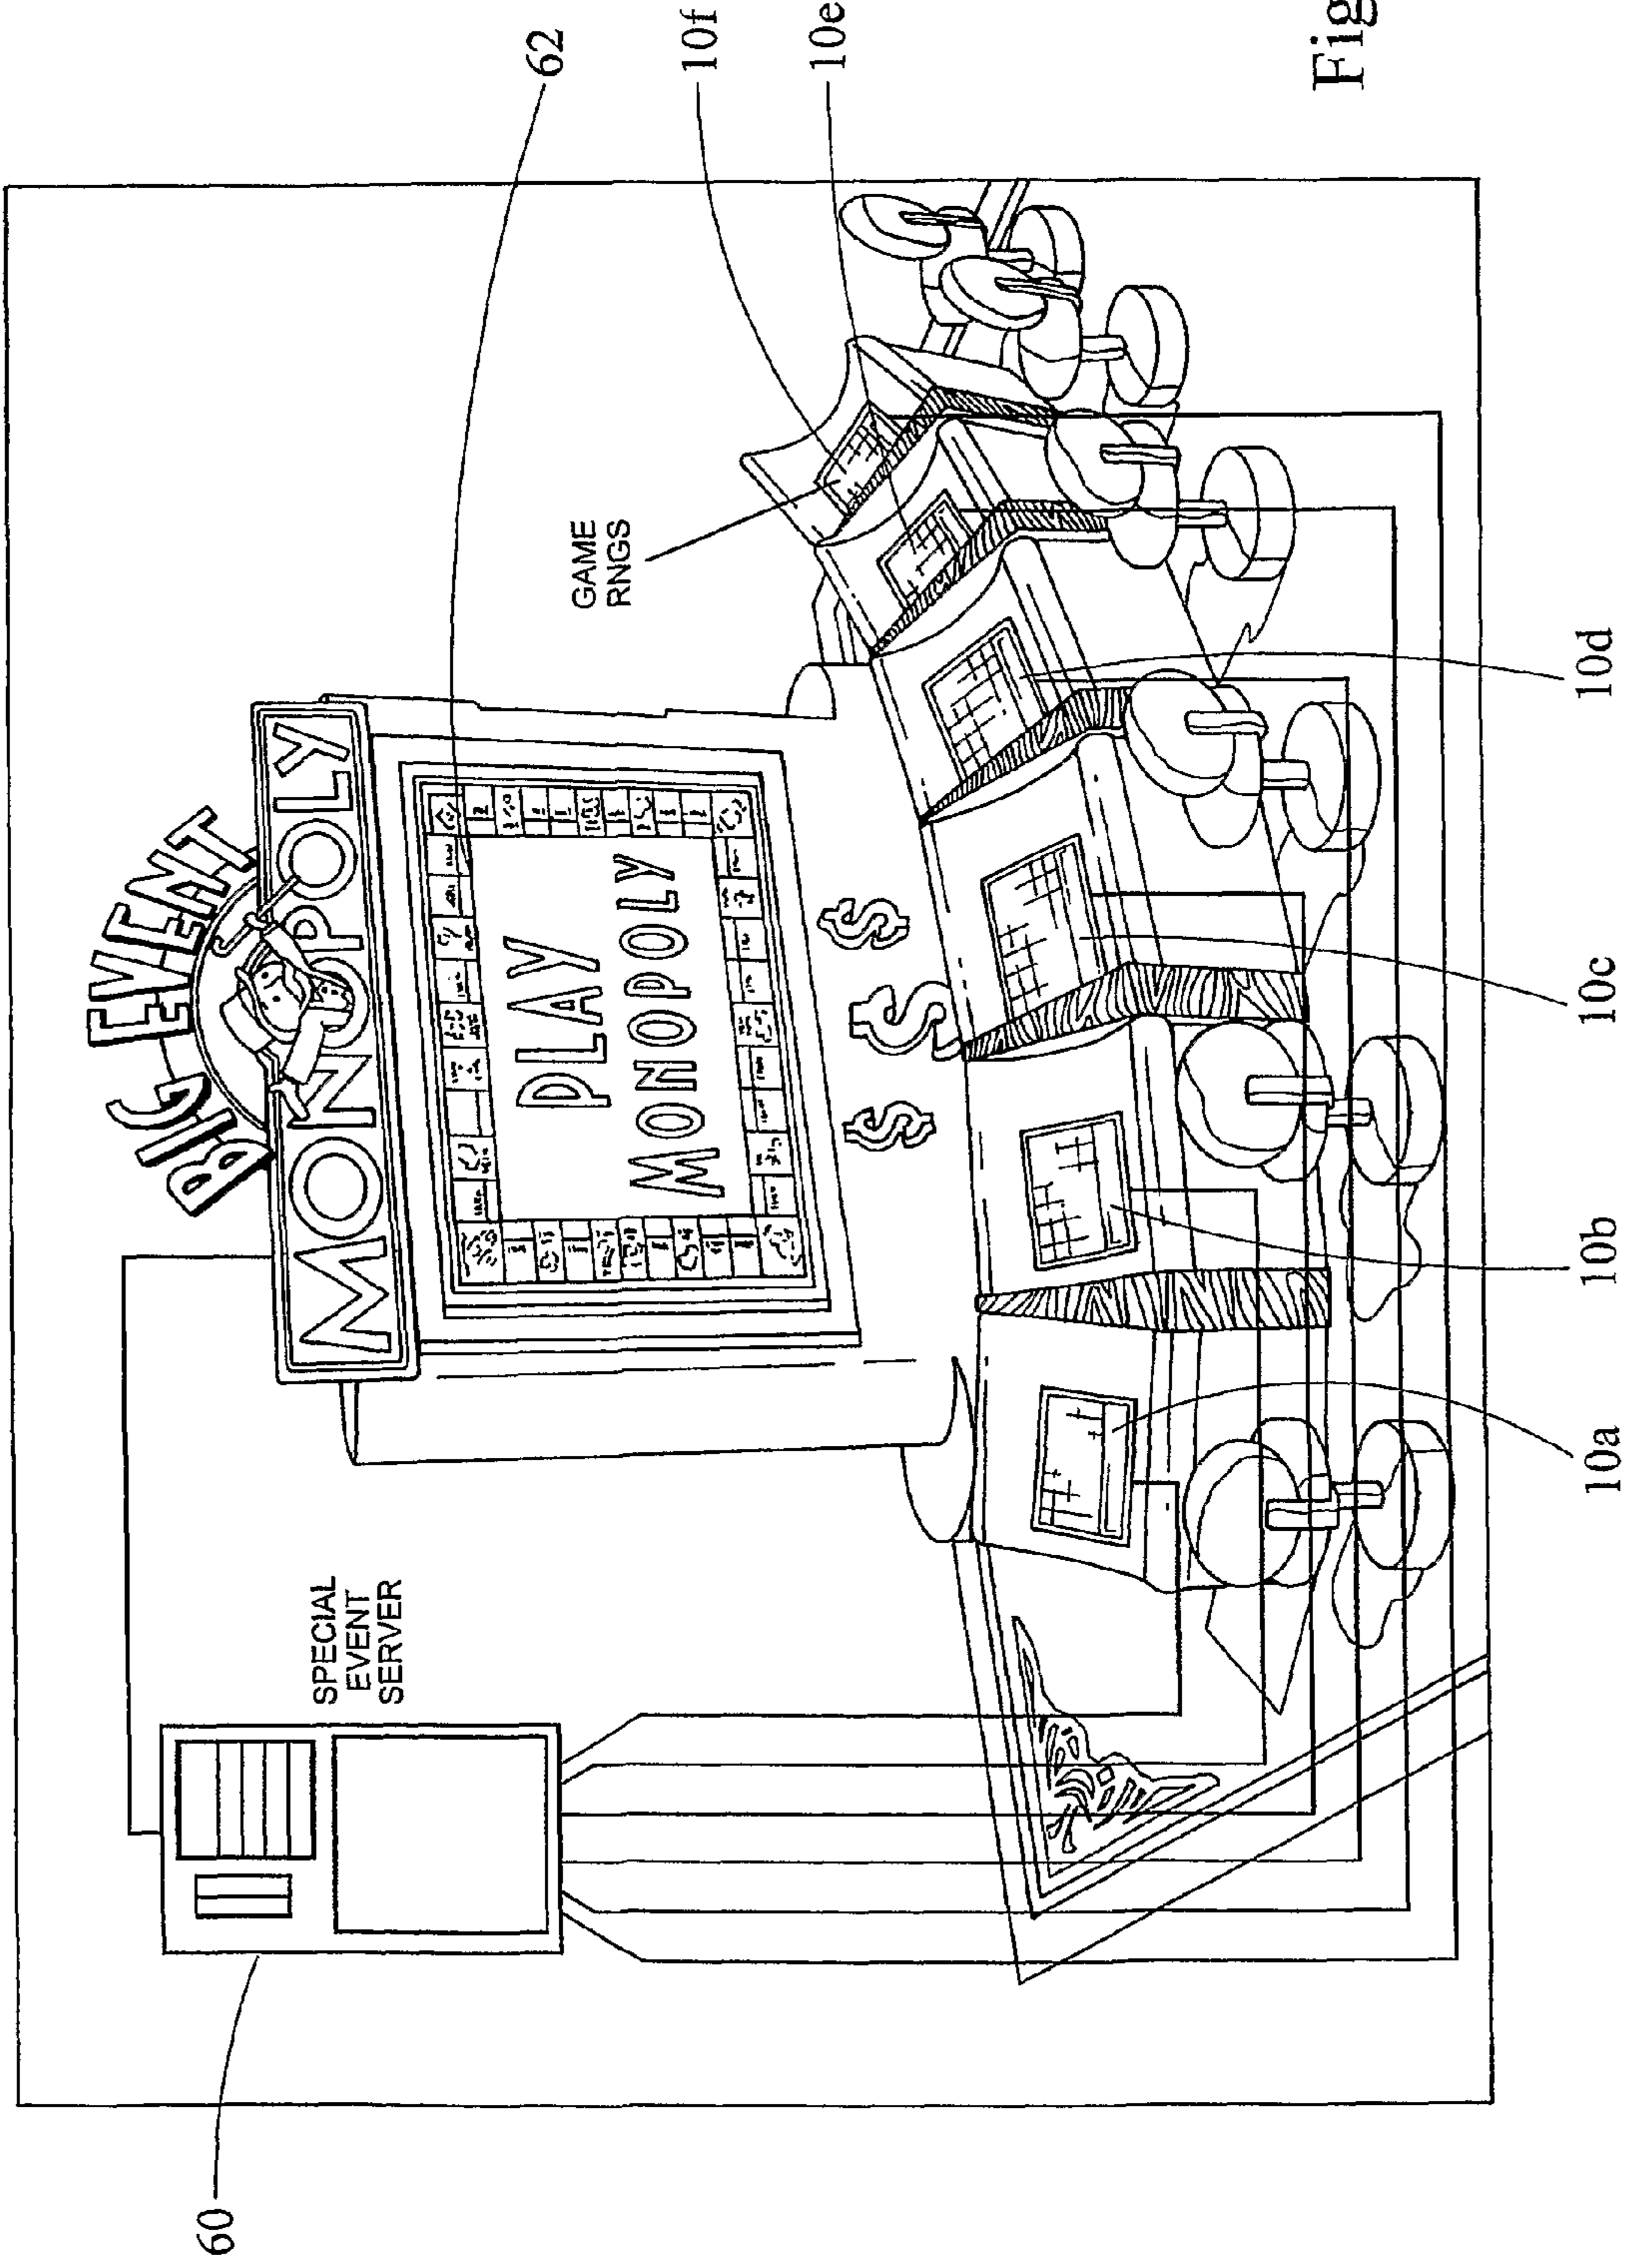 60
SPECIAL
EVENT
SERVER
BIG EVENT
MONOPOLY
PLAY
MONOPOLY
$ $ $
GAME
RNGS
62
10f
10e
10a
10b
10c
10d
Fig